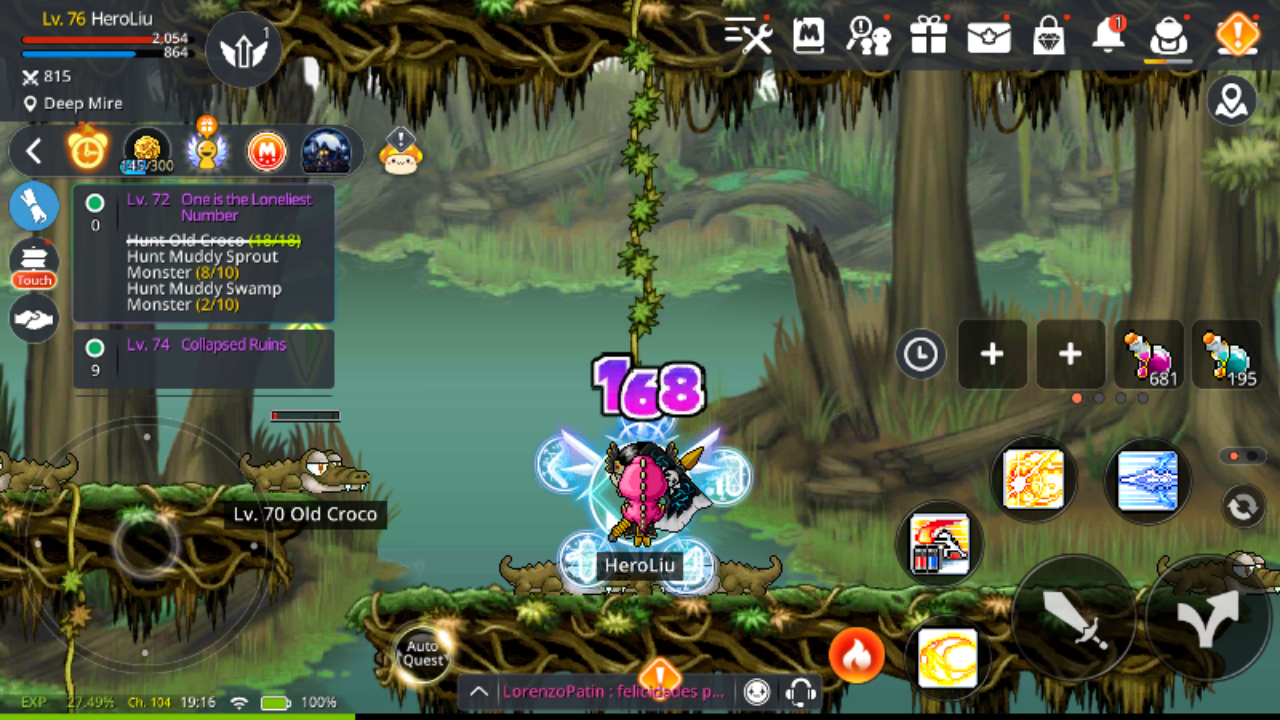 Lv. 76 HeroLiu
2,054
864
815
Deep Mire
1
1
145/300
Lv. 72 One is the Loneliest
Number
0
Hunt Old Croco (18/18)
Hunt Muddy Sprout
Monster (8/10)
Hunt Muddy Swamp
Monster (2/10)
Touch
Lv. 74 Collapsed Ruins
9
681
195
168
Lv. 70 Old Croco
HeroLiu
Auto
Quest
LorenzoPatin : felicidades p...
EXP 27.49% Ch. 104 19:16 100%